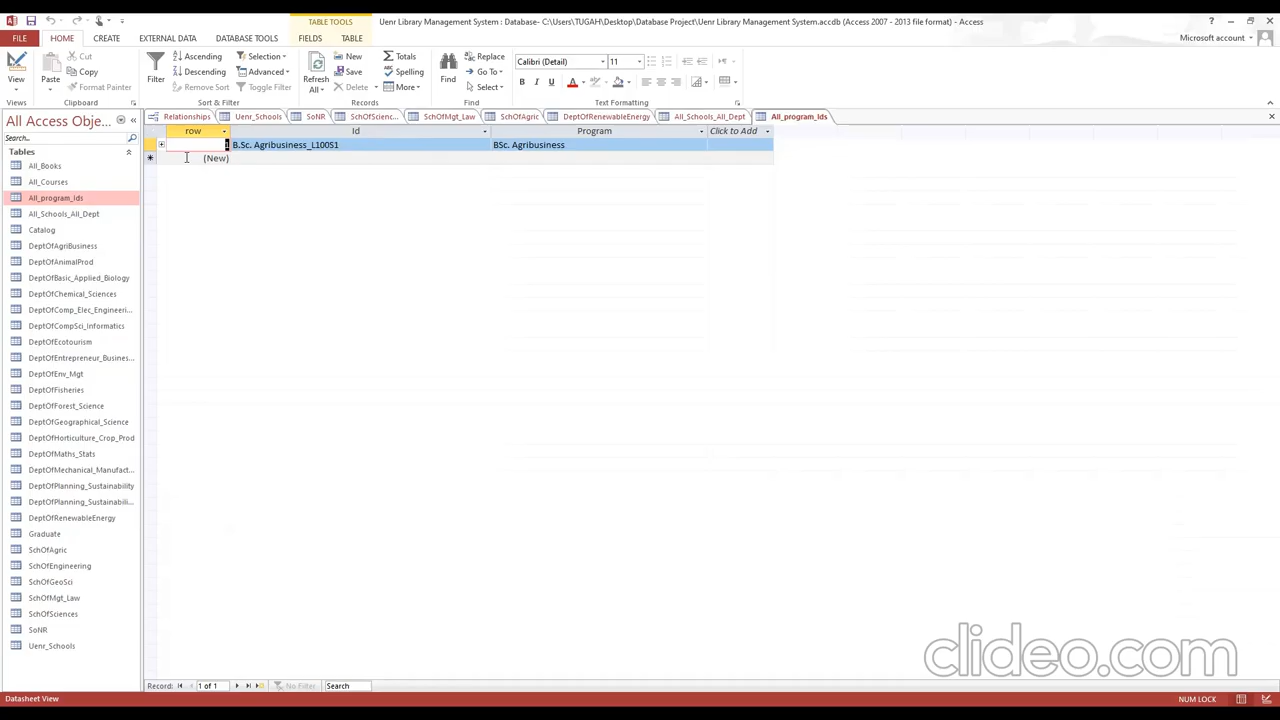 TABLE TOOLS
Uenr Library Management System : Database- C:\Users\TUGAH\Desktop\Database Project\Uenr Library Management System.accdb (Access 2007 - 2013 file format) - Access
FILE HOME CREATE EXTERNAL DATA DATABASE TOOLS FIELDS TABLE Microsoft account
Cut Ascending Selection New Totals Replace Calibri (Detail) 11
Copy Descending Advanced Save Spelling Go To
View Paste Format Painter Filter Remove Sort Toggle Filter Refresh All Delete More Find Select B I U A
Views Clipboard Sort & Filter Records Find Text Formatting
All Access Obje... « Relationships Uenr_Schools SoNR SchOfScienc... SchOfMgt_Law SchOfAgric DeptOfRenewableEnergy All_Schools_All_Dept All_program_Ids
Search... row Id Program Click to Add
1 B.Sc. Agribusiness_L100S1 BSc. Agribusiness
(New)
Tables
All_Books
All_Courses
All_program_Ids
All_Schools_All_Dept
Catalog
DeptOfAgriBusiness
DeptOfAnimalProd
DeptOfBasic_Applied_Biology
DeptOfChemical_Sciences
DeptOfComp_Elec_Engineeri...
DeptOfCompSci_Informatics
DeptOfEcotourism
DeptOfEntrepreneur_Busines...
DeptOfEnv_Mgt
DeptOfFisheries
DeptOfForest_Science
DeptOfGeographical_Science
DeptOfHorticulture_Crop_Prod
DeptOfMaths_Stats
DeptOfMechanical_Manufact...
DeptOfPlanning_Sustainability
DeptOfPlanning_Sustainabili...
DeptOfRenewableEnergy
Graduate
SchOfAgric
SchOfEngineering
SchOfGeoSci
SchOfMgt_Law
SchOfSciences
SoNR
Uenr_Schools
clideo.com
Record: 1 of 1 No Filter Search
Datasheet View NUM LOCK